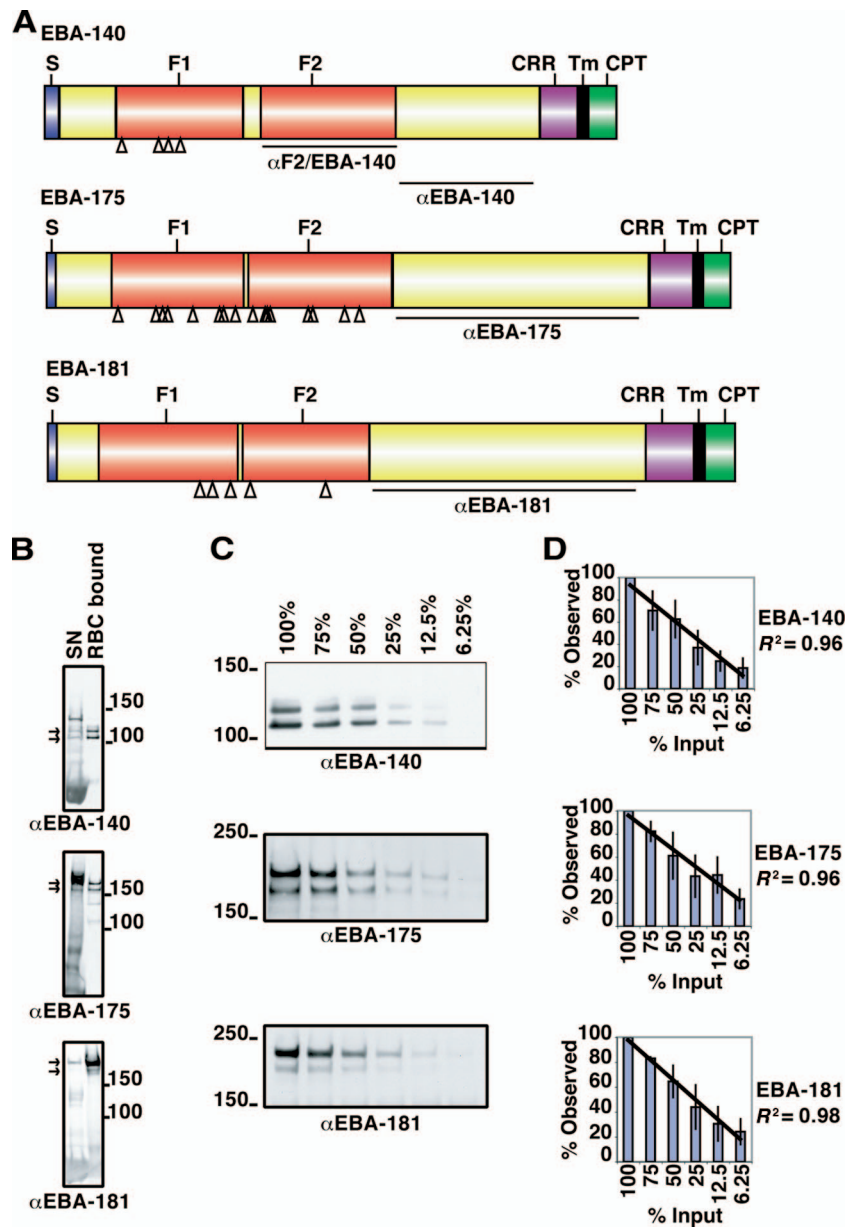 A
EBA-140
S F1 F2 CRR Tm CPT
αF2/EBA-140
αEBA-140
EBA-175
S F1 F2 CRR Tm CPT
αEBA-175
EBA-181
S F1 F2 CRR Tm CPT
αEBA-181
B
SN
RBC bound
150
100
αEBA-140
150
100
αEBA-175
150
100
αEBA-181
C
100% 75% 50% 25% 12.5% 6.25%
150
100
αEBA-140
250
150
αEBA-175
250
150
αEBA-181
D
% Observed
100
80
60
40
20
0
100 75 50 25 12.5 6.25
% Input
EBA-140
R² = 0.96
% Observed
100
80
60
40
20
0
100 75 50 25 12.5 6.25
% Input
EBA-175
R² = 0.96
% Observed
100
80
60
40
20
0
100 75 50 25 12.5 6.25
% Input
EBA-181
R² = 0.98